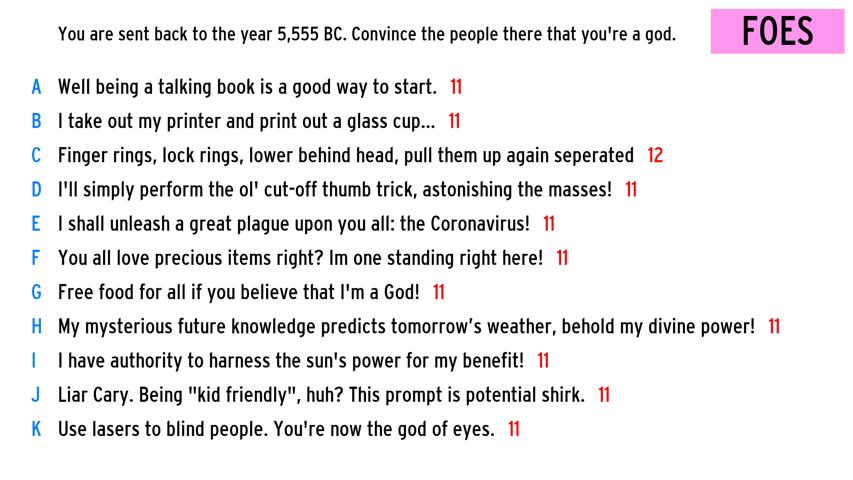 You are sent back to the year 5,555 BC. Convince the people there that you're a god.
FOES
A Well being a talking book is a good way to start. 11
B I take out my printer and print out a glass cup... 11
C Finger rings, lock rings, lower behind head, pull them up again seperated 12
D I'll simply perform the ol' cut-off thumb trick, astonishing the masses! 11
E I shall unleash a great plague upon you all: the Coronavirus! 11
F You all love precious items right? Im one standing right here! 11
G Free food for all if you believe that I'm a God! 11
H My mysterious future knowledge predicts tomorrow’s weather, behold my divine power! 11
I I have authority to harness the sun's power for my benefit! 11
J Liar Cary. Being "kid friendly", huh? This prompt is potential shirk. 11
K Use lasers to blind people. You're now the god of eyes. 11